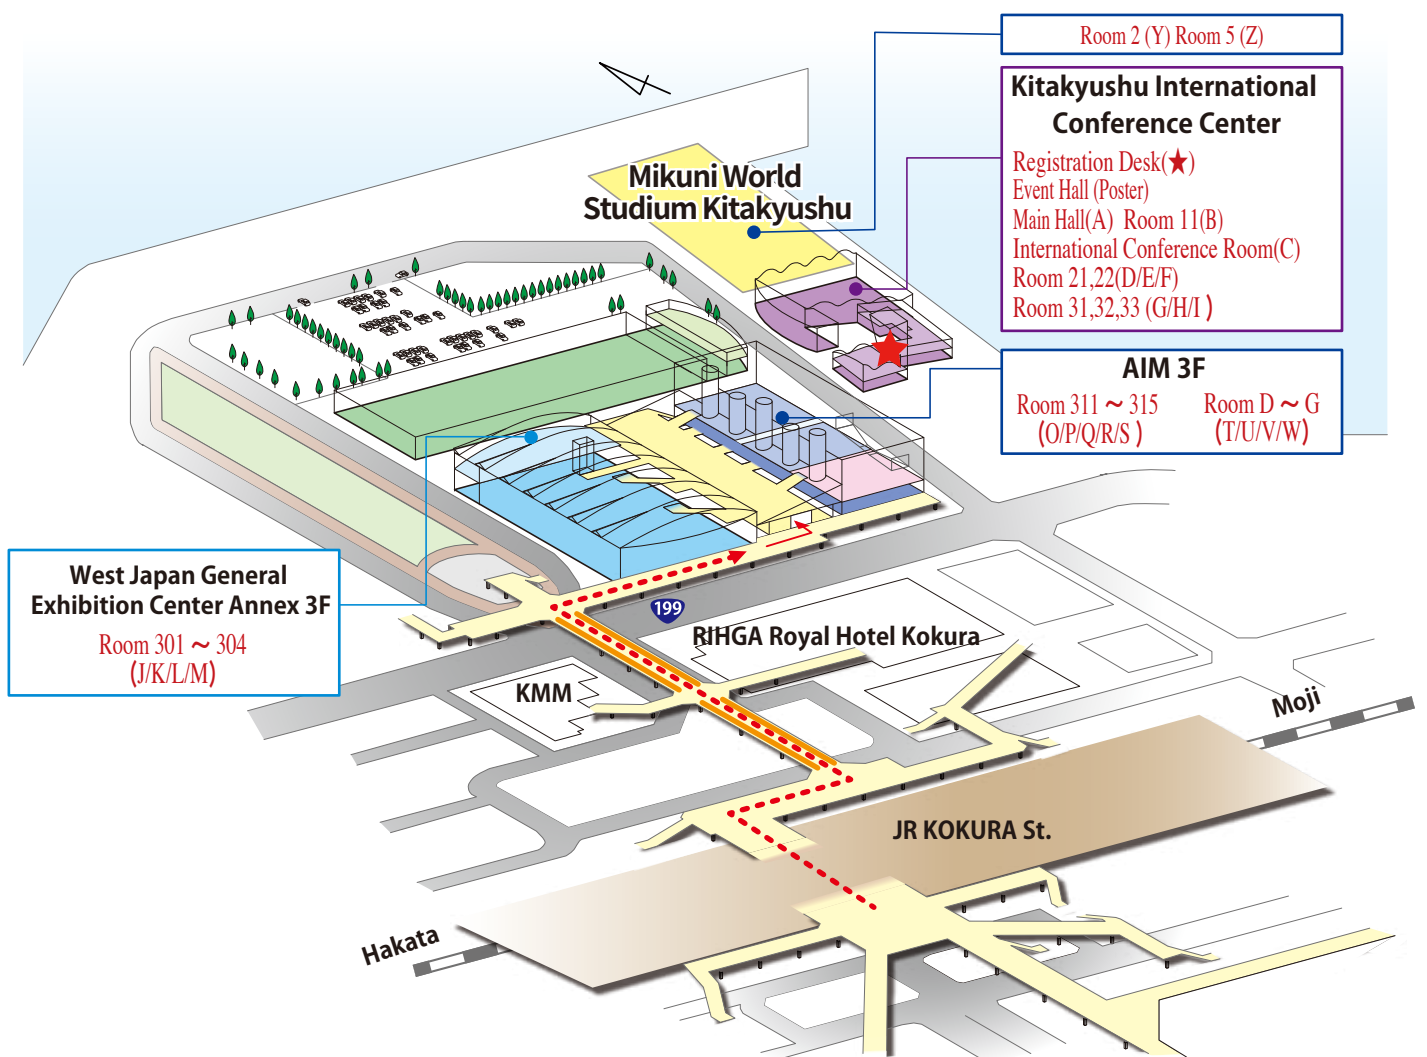 Room 2 (Y) Room 5 (Z)
Kitakyushu International
Conference Center
Registration Desk(★)
Event Hall (Poster)
Main Hall(A) Room 11(B)
International Conference Room(C)
Room 21,22(D/E/F)
Room 31,32,33 (G/H/I )
Mikuni World
Studium Kitakyushu
AIM 3F
Room 311 ～ 315
(O/P/Q/R/S )
Room D ～ G
(T/U/V/W)
West Japan General
Exhibition Center Annex 3F
Room 301 ～ 304
(J/K/L/M)
199
RIHGA Royal Hotel Kokura
KMM
Moji
JR KOKURA St.
Hakata